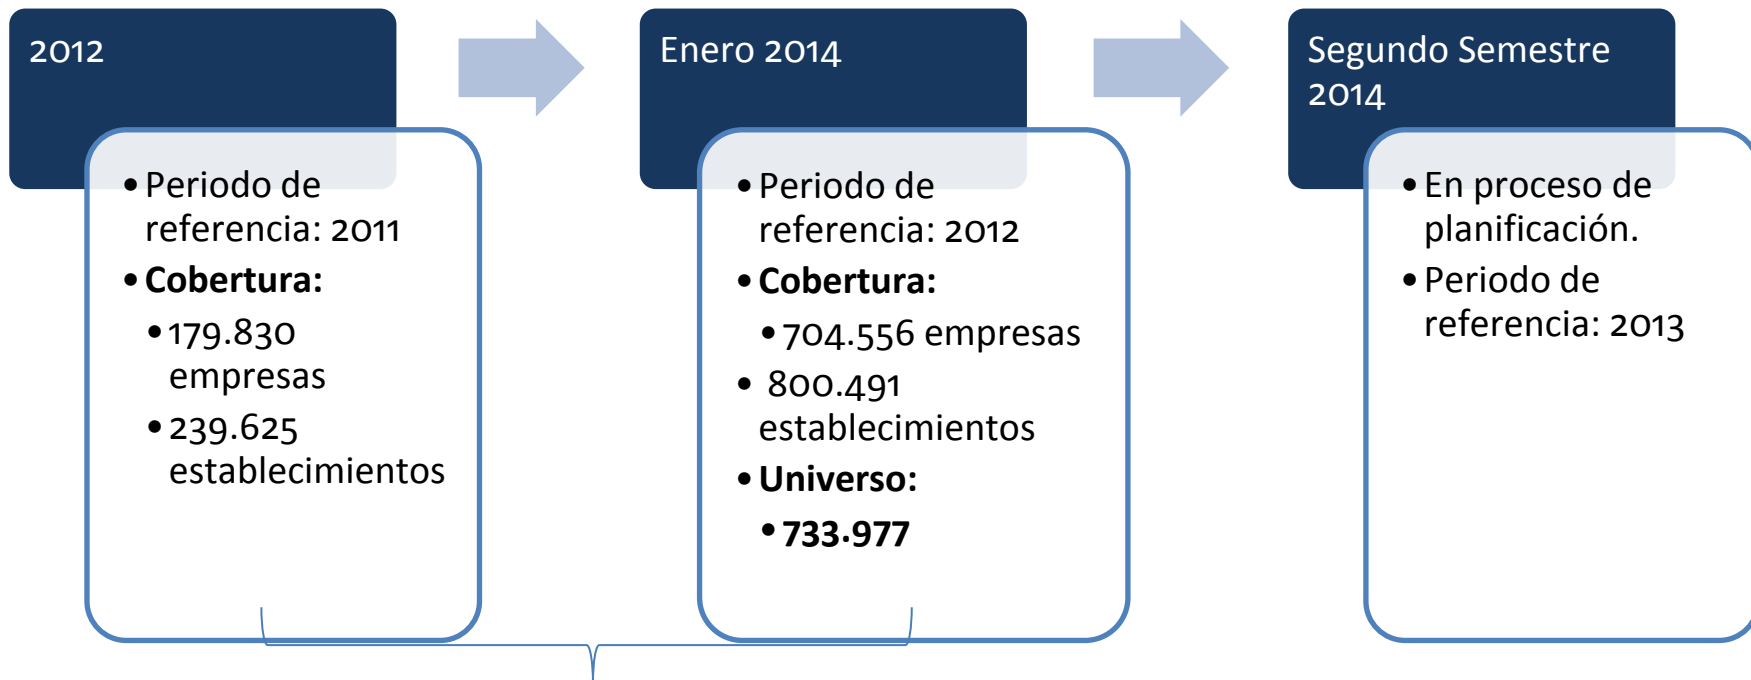 2012
• Periodo de
referencia: 2011
• Cobertura:
• 179.830
empresas
• 239.625
establecimientos
Enero 2014
• Periodo de
referencia: 2012
• Cobertura:
• 704.556 empresas
• 800.491
establecimientos
• Universo:
• 733.977
Segundo Semestre
2014
• En proceso de
planificación.
• Periodo de
referencia: 2013